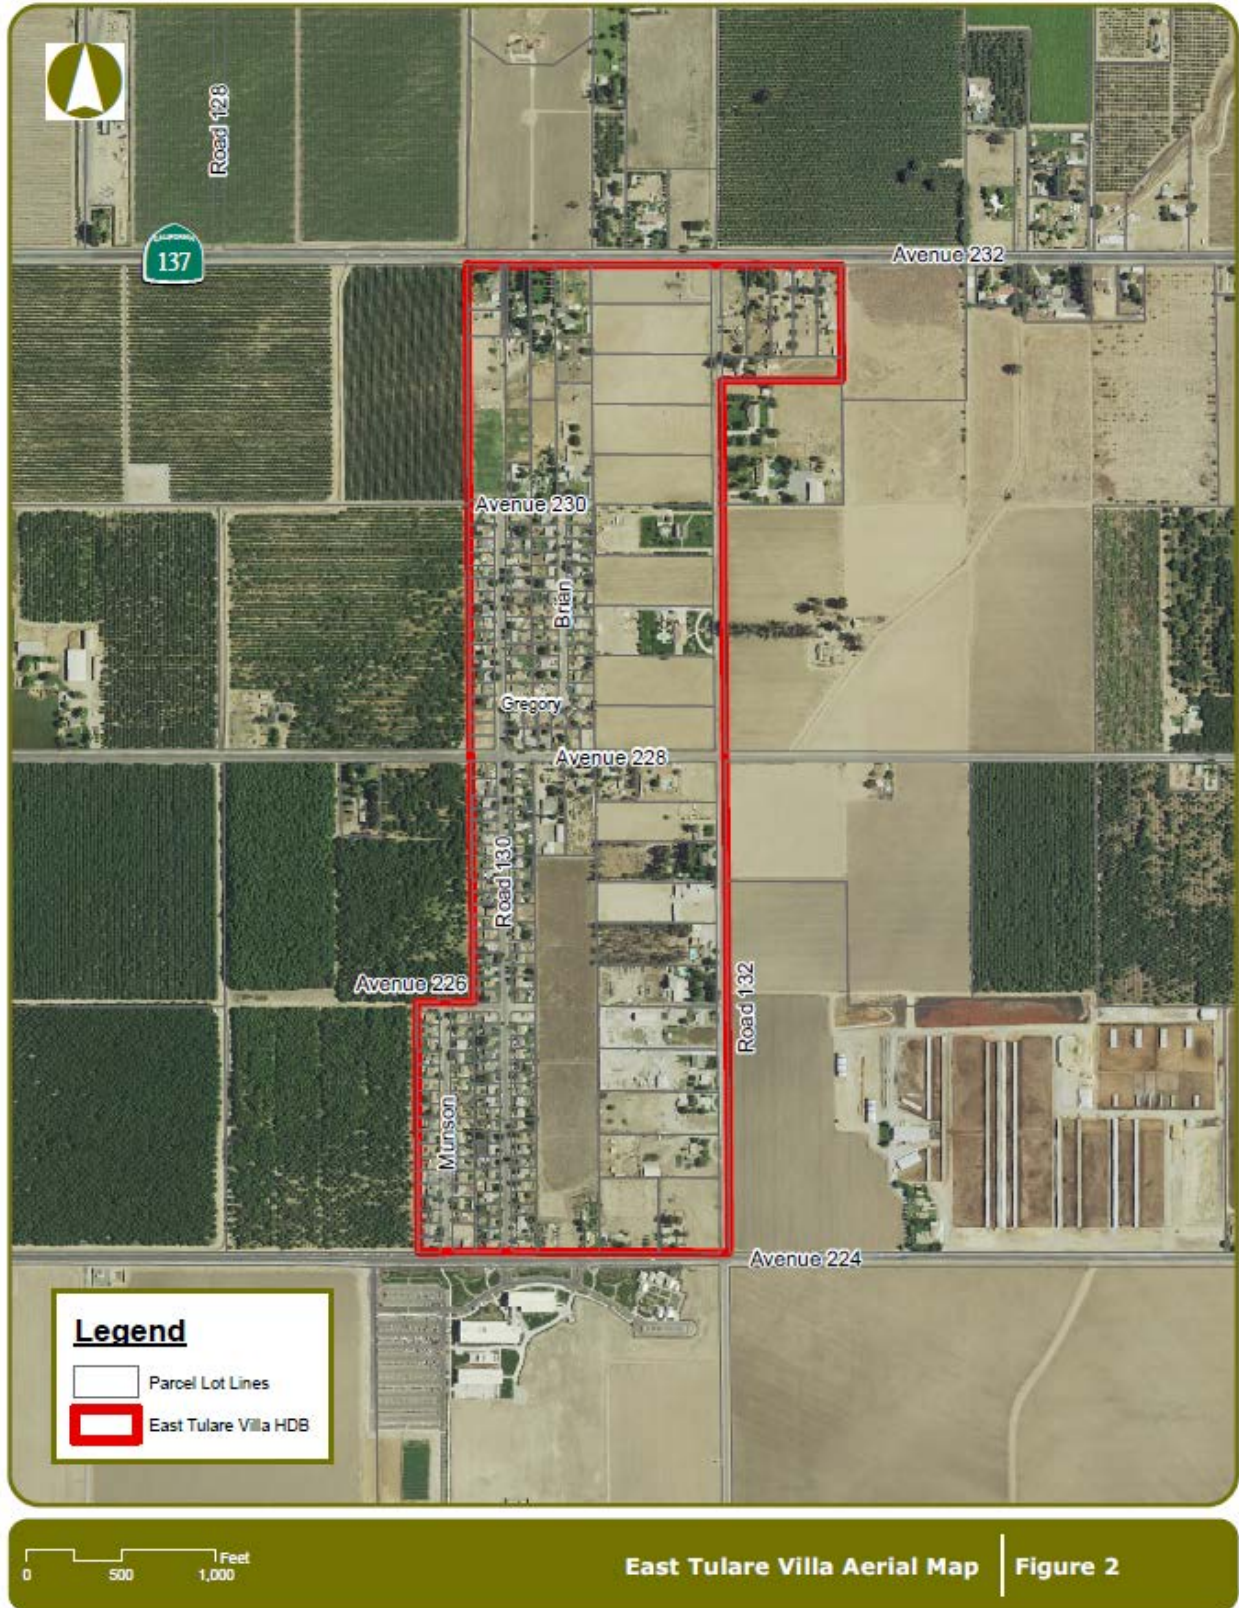 Road 128
CALIFORNIA
137
Avenue 232
Avenue 230
Brian
Gregory
Avenue 228
Road 130
Avenue 226
Road 132
Munson
Avenue 224
Legend
Parcel Lot Lines
East Tulare Villa HDB
Feet
0 500 1,000
East Tulare Villa Aerial Map Figure 2